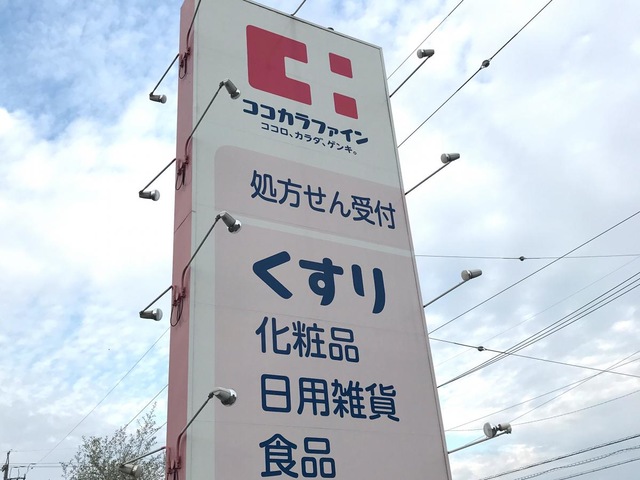 ココカラファイン
ココロ、カラダ、ゲンキ。
処方せん受付
くすり
化粧品
日用雑貨
食品